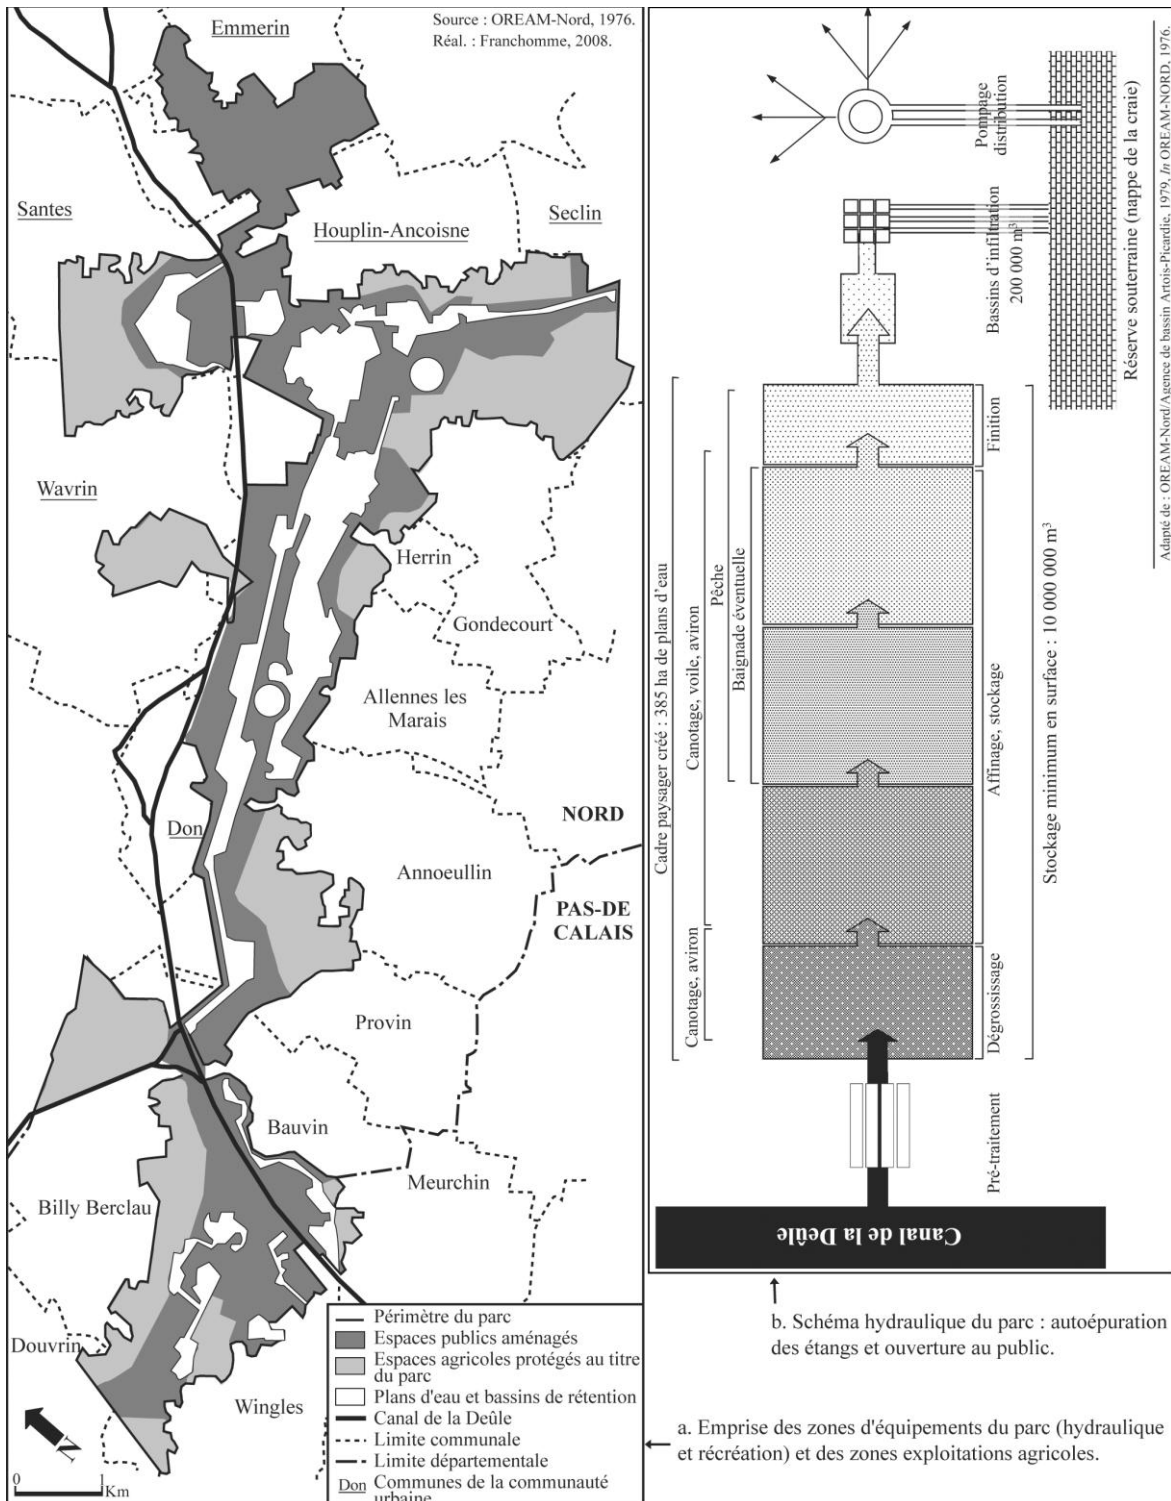 Source : OREAM-Nord, 1976.
Réal. : Franchomme, 2008.
Emmerin
Santes
Houplin-Ancoisne
Seclin
Wavrin
Herrin
Gondecourt
Allennes les
Marais
NORD
Don
Annoeullin
PAS-DE
CALAIS
Provin
Bauvin
Meurchin
Billy Berclau
Douvrin
Wingles
N
0
1
Km
Périmètre du parc
Espaces publics aménagés
Espaces agricoles protégés au titre
du parc
Plans d'eau et bassins de rétention
Canal de la Deûle
Limite communale
Limite départementale
Don
Communes de la communauté
urbaine
Pompage
distribution
Bassins d'infiltration
200 000 m³
Réserve souterraine (nappe de la craie)
Adapté de : OREAM-Nord/Agence de bassin Artois-Picardie, 1979, In OREAM-NORD, 1976.
Cadre paysager créé : 385 ha de plans d'eau
Canotage, voile, aviron
Pêche
Baignade éventuelle
Canotage, aviron
Finition
Affinage, stockage
Dégrossissage
Stockage minimum en surface : 10 000 000 m³
Pré-traitement
Canal de la Deûle
b. Schéma hydraulique du parc : autoépuration
des étangs et ouverture au public.
a. Emprise des zones d'équipements du parc (hydraulique
et récréation) et des zones exploitations agricoles.